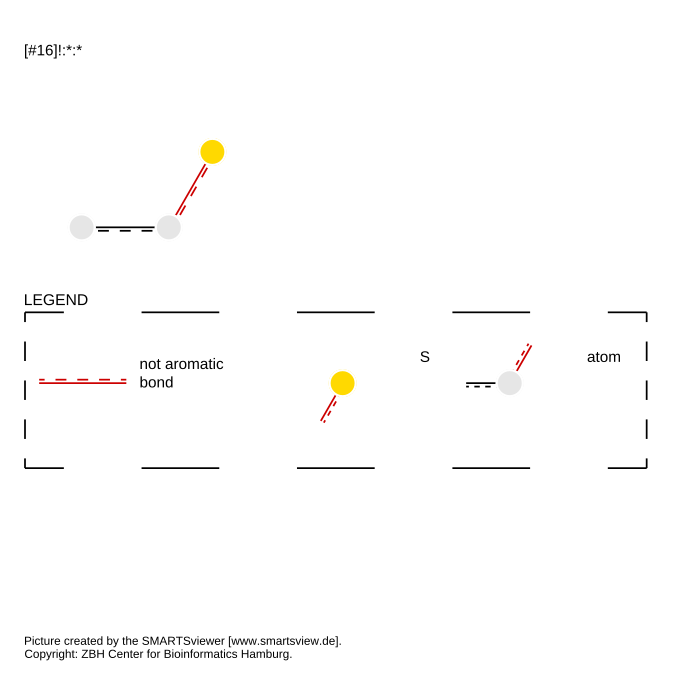 [#16]!:*:*
LEGEND
not aromatic
bond
S
atom
Picture created by the SMARTSviewer [www.smartsview.de].
Copyright: ZBH Center for Bioinformatics Hamburg.